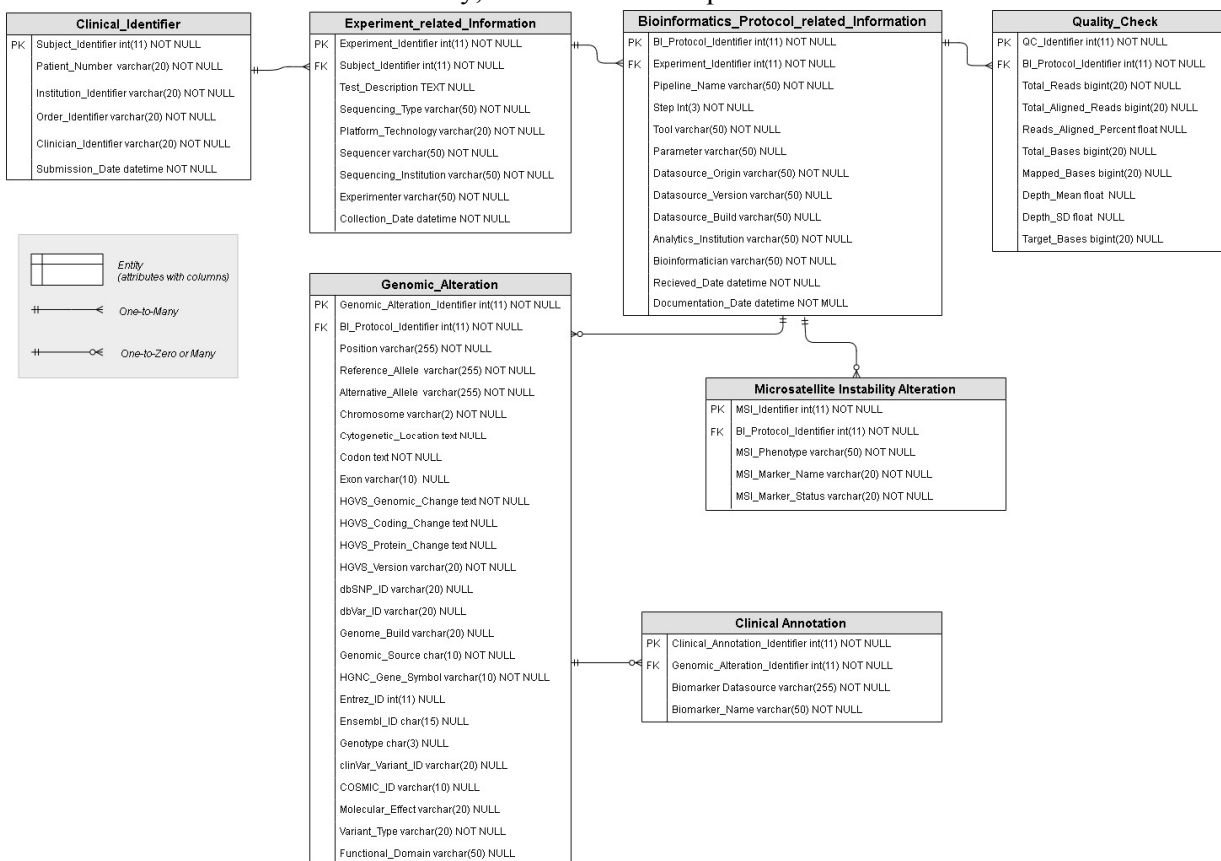 Clinical_Identifier
PK Subject_Identifier int(11) NOT NULL
Patient_Number varchar(20) NOT NULL
Institution_Identifier varchar(20) NOT NULL
Order_Identifier varchar(20) NOT NULL
Clinician_Identifier varchar(20) NOT NULL
Submission_Date datetime NOT NULL
Experiment_related_Information
PK Experiment_Identifier int(11) NOT NULL
FK Subject_Identifier int(11) NOT NULL
Test_Description TEXT NULL
Sequencing_Type varchar(50) NOT NULL
Platform_Technology varchar(20) NOT NULL
Sequencer varchar(50) NOT NULL
Sequencing_Institution varchar(50) NOT NULL
Experimenter varchar(50) NOT NULL
Collection_Date datetime NOT NULL
Bioinformatics_Protocol_related_Information
PK BI_Protocol_Identifier int(11) NOT NULL
FK Experiment_Identifier int(11) NOT NULL
Pipeline_Name varchar(50) NOT NULL
Step Int(3) NOT NULL
Tool varchar(50) NOT NULL
Parameter varchar(50) NULL
Datasource_Origin varchar(50) NOT NULL
Datasource_Version varchar(50) NOT NULL
Datasource_Build varchar(50) NULL
Analytics_Institution varchar(50) NOT NULL
Bioinformatician varchar(50) NOT NULL
Recieved_Date datetime NOT NULL
Documentation_Date datetime NOT MULL
Quality_Check
PK QC_Identifier int(11) NOT NULL
FK BI_Protocol_Identifier int(11) NOT NULL
Total_Reads bigint(20) NOT NULL
Total_Aligned_Reads bigint(20) NULL
Reads_Aligned_Percent float NULL
Total_Bases bigint(20) NULL
Mapped_Bases bigint(20) NULL
Depth_Mean float NULL
Depth_SD float NULL
Target_Bases bigint(20) NULL
Entity
(attributes with columns)
One-to-Many
One-to-Zero or Many
Genomic_Alteration
PK Genomic_Alteration_Identifier int(11) NOT NULL
FK BI_Protocol_Identifier int(11) NOT NULL
Position varchar(255) NOT NULL
Reference_Allele varchar(255) NOT NULL
Alternative_Allele varchar(255) NOT NULL
Chromosome varchar(2) NOT NULL
Cytogenetic_Location text NULL
Codon text NOT NULL
Exon varchar(10) NULL
HGVS_Genomic_Change text NOT NULL
HGVS_Coding_Change text NULL
HGVS_Protein_Change text NULL
HGVS_Version varchar(20) NOT NULL
dbSNP_ID varchar(20) NULL
dbVar_ID varchar(20) NULL
Genome_Build varchar(20) NULL
Genomic_Source char(10) NOT NULL
HGNC_Gene_Symbol varchar(10) NOT NULL
Entrez_ID int(11) NULL
Ensembl_ID char(15) NULL
Genotype char(3) NULL
clinVar_Variant_ID varchar(20) NULL
COSMIC_ID varchar(10) NULL
Molecular_Effect varchar(20) NULL
Variant_Type varchar(20) NOT NULL
Functional_Domain varchar(50) NULL
Microsatellite Instability Alteration
PK MSI_Identifier int(11) NOT NULL
FK BI_Protocol_Identifier int(11) NOT NULL
MSI_Phenotype varchar(50) NOT NULL
MSI_Marker_Name varchar(20) NOT NULL
MSI_Marker_Status varchar(20) NOT NULL
Clinical Annotation
PK Clinical_Annotation_Identifier int(11) NOT NULL
FK Genomic_Alteration_Identifier int(11) NOT NULL
Biomarker Datasource varchar(255) NOT NULL
Biomarker_Name varchar(50) NOT NULL